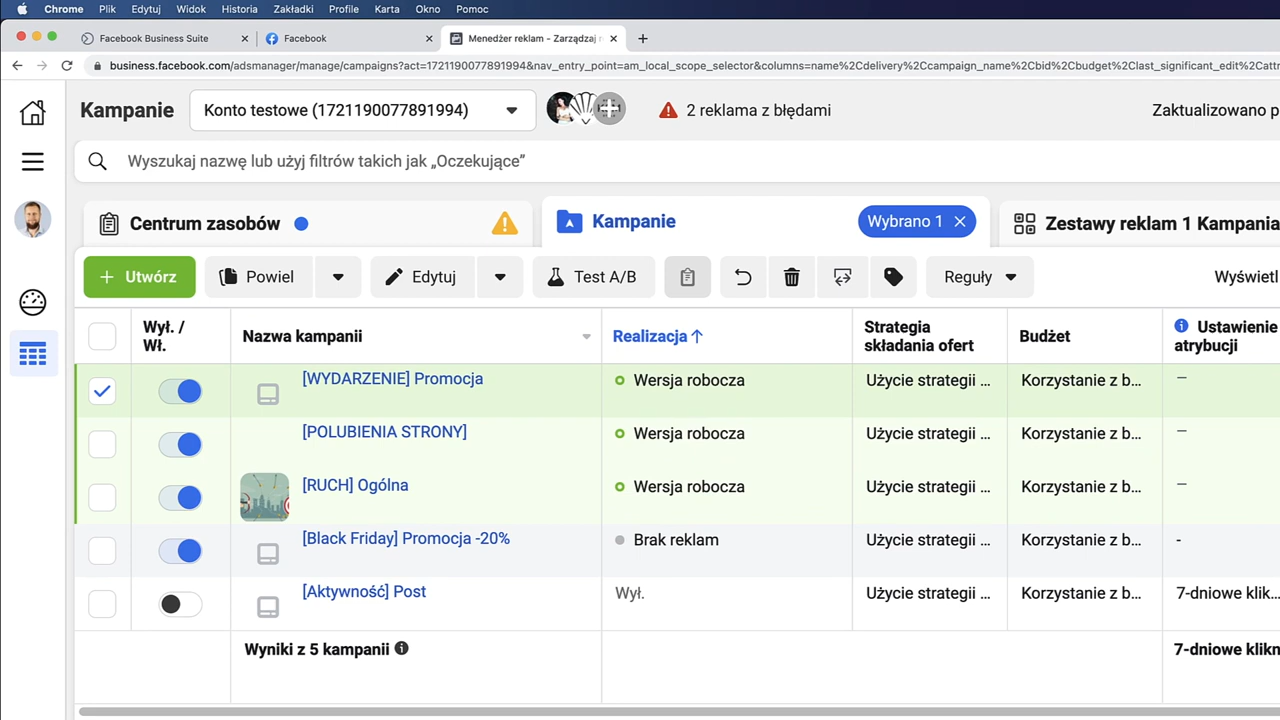 Chrome Plik Edytuj Widok Historia Zakładki Profile Karta Okno Pomoc
Facebook Business Suite Facebook Menedżer reklam - Zarządzaj
business.facebook.com/adsmanager/manage/campaigns?act=1721190077891994&nav_entry_point=am_local_scope_selector&columns=name%2Cdelivery%2Ccampaign_name%2Cbid%2Cbudget%2Clast_significant_edit%2Cattr
Kampanie Konto testowe (1721190077891994) 2 reklama z błędami Zaktualizowano p
Wyszukaj nazwę lub użyj filtrów takich jak „Oczekujące”
Centrum zasobów Kampanie Wybrano 1 Zestawy reklam 1 Kampania
Utwórz Powiel Edytuj Test A/B Reguły Wyświetl
Wył. / Wł. Nazwa kampanii Realizacja Strategia składania ofert Budżet Ustawienie atrybucji
[WYDARZENIE] Promocja Wersja robocza Użycie strategii ... Korzystanie z b... —
[POLUBIENIA STRONY] Wersja robocza Użycie strategii ... Korzystanie z b... —
[RUCH] Ogólna Wersja robocza Użycie strategii ... Korzystanie z b... —
[Black Friday] Promocja -20% Brak reklam Użycie strategii ... Korzystanie z b... -
[Aktywność] Post Wył. Użycie strategii ... Korzystanie z b... 7-dniowe klik...
Wyniki z 5 kampanii 7-dniowe klikn